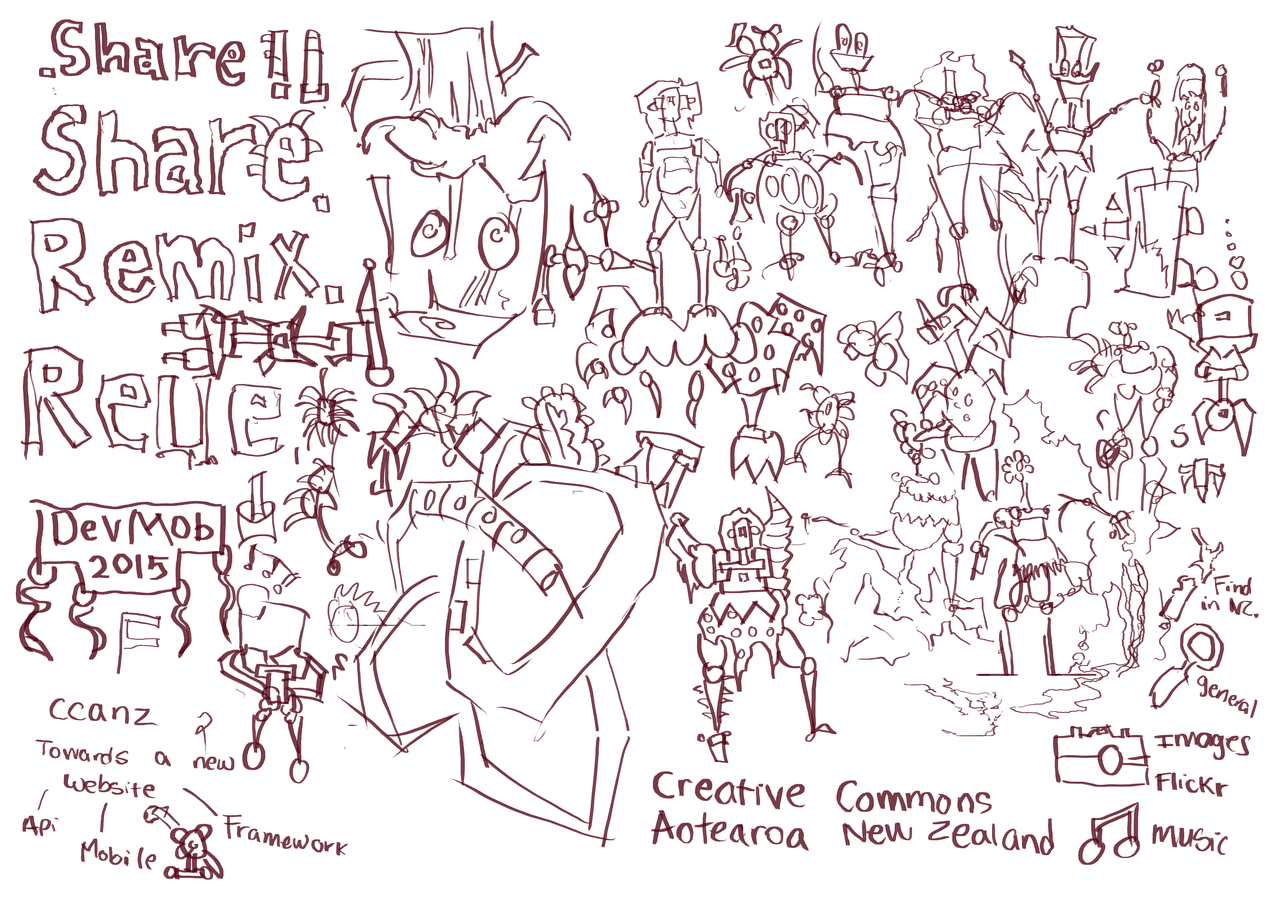 Share!!
Share.
Remix.
Reuse
DevMob
2015
F
ccanz
Towards a new
website
Api
Mobile
Framework
Creative Commons
Aotearoa New Zealand
Find
in NZ.
general
Images
Flickr
music